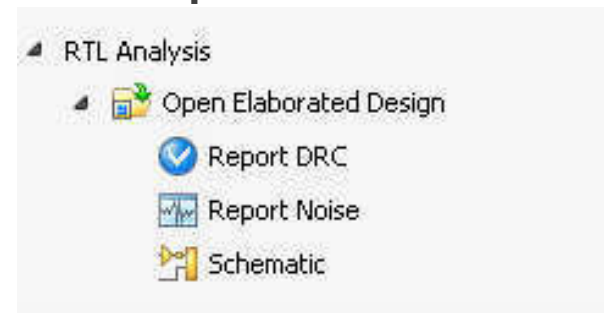 RTL Analysis
Open Elaborated Design
Report DRC
Report Noise
Schematic